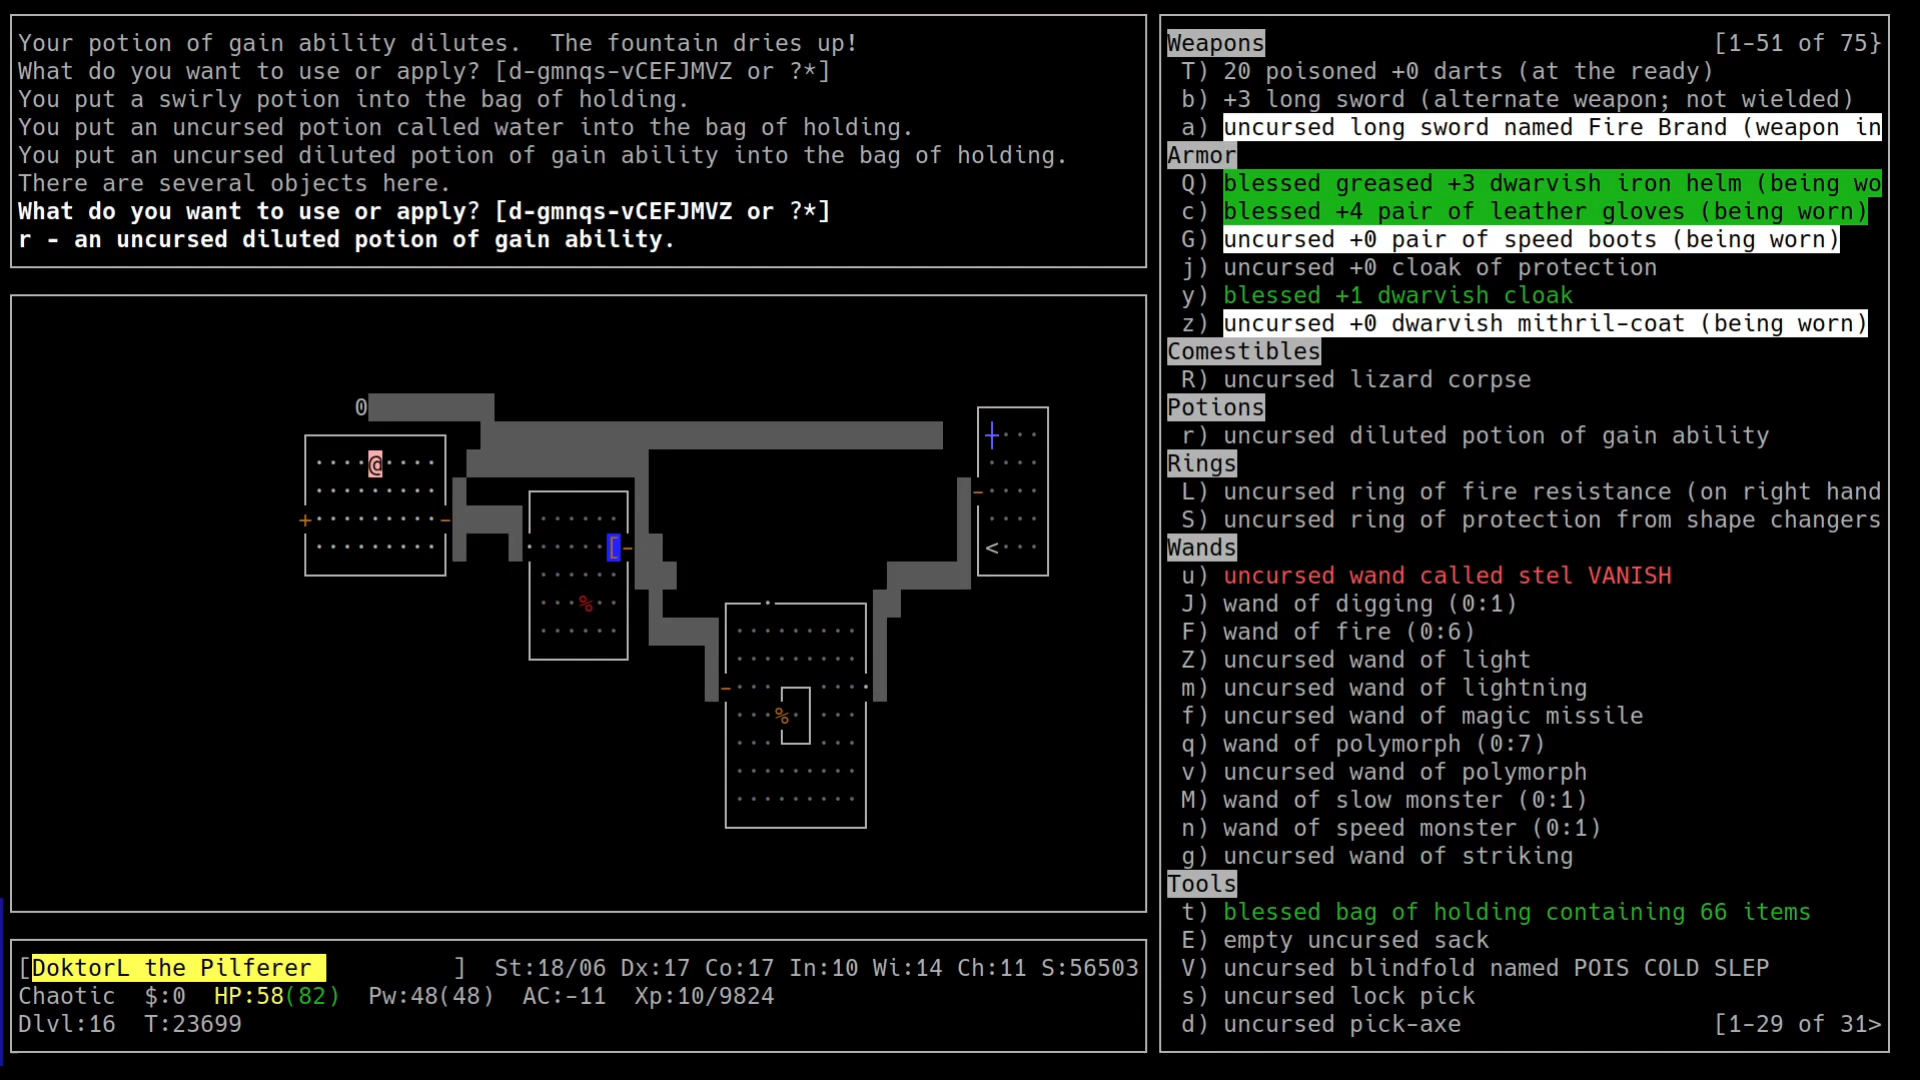 Your potion of gain ability dilutes.  The fountain dries up!
What do you want to use or apply? [d-gmnqs-vCEFJMVZ or ?*]
You put a swirly potion into the bag of holding.
You put an uncursed potion called water into the bag of holding.
You put an uncursed diluted potion of gain ability into the bag of holding.
There are several objects here.
What do you want to use or apply? [d-gmnqs-vCEFJMVZ or ?*]
r - an uncursed diluted potion of gain ability.
[DoktorL the Pilferer ] St:18/06 Dx:17 Co:17 In:10 Wi:14 Ch:11 S:56503
Chaotic $:0 HP:58(82) Pw:48(48) AC:-11 Xp:10/9824
Dlvl:16 T:23699
Weapons [1-51 of 75}
T) 20 poisoned +0 darts (at the ready)
b) +3 long sword (alternate weapon; not wielded)
a) uncursed long sword named Fire Brand (weapon in
Armor
Q) blessed greased +3 dwarvish iron helm (being wo
c) blessed +4 pair of leather gloves (being worn)
G) uncursed +0 pair of speed boots (being worn)
j) uncursed +0 cloak of protection
y) blessed +1 dwarvish cloak
z) uncursed +0 dwarvish mithril-coat (being worn)
Comestibles
R) uncursed lizard corpse
Potions
r) uncursed diluted potion of gain ability
Rings
L) uncursed ring of fire resistance (on right hand
S) uncursed ring of protection from shape changers
Wands
u) uncursed wand called stel VANISH
J) wand of digging (0:1)
F) wand of fire (0:6)
Z) uncursed wand of light
m) uncursed wand of lightning
f) uncursed wand of magic missile
q) wand of polymorph (0:7)
v) uncursed wand of polymorph
M) wand of slow monster (0:1)
n) wand of speed monster (0:1)
g) uncursed wand of striking
Tools
t) blessed bag of holding containing 66 items
E) empty uncursed sack
V) uncursed blindfold named POIS COLD SLEP
s) uncursed lock pick
d) uncursed pick-axe [1-29 of 31>